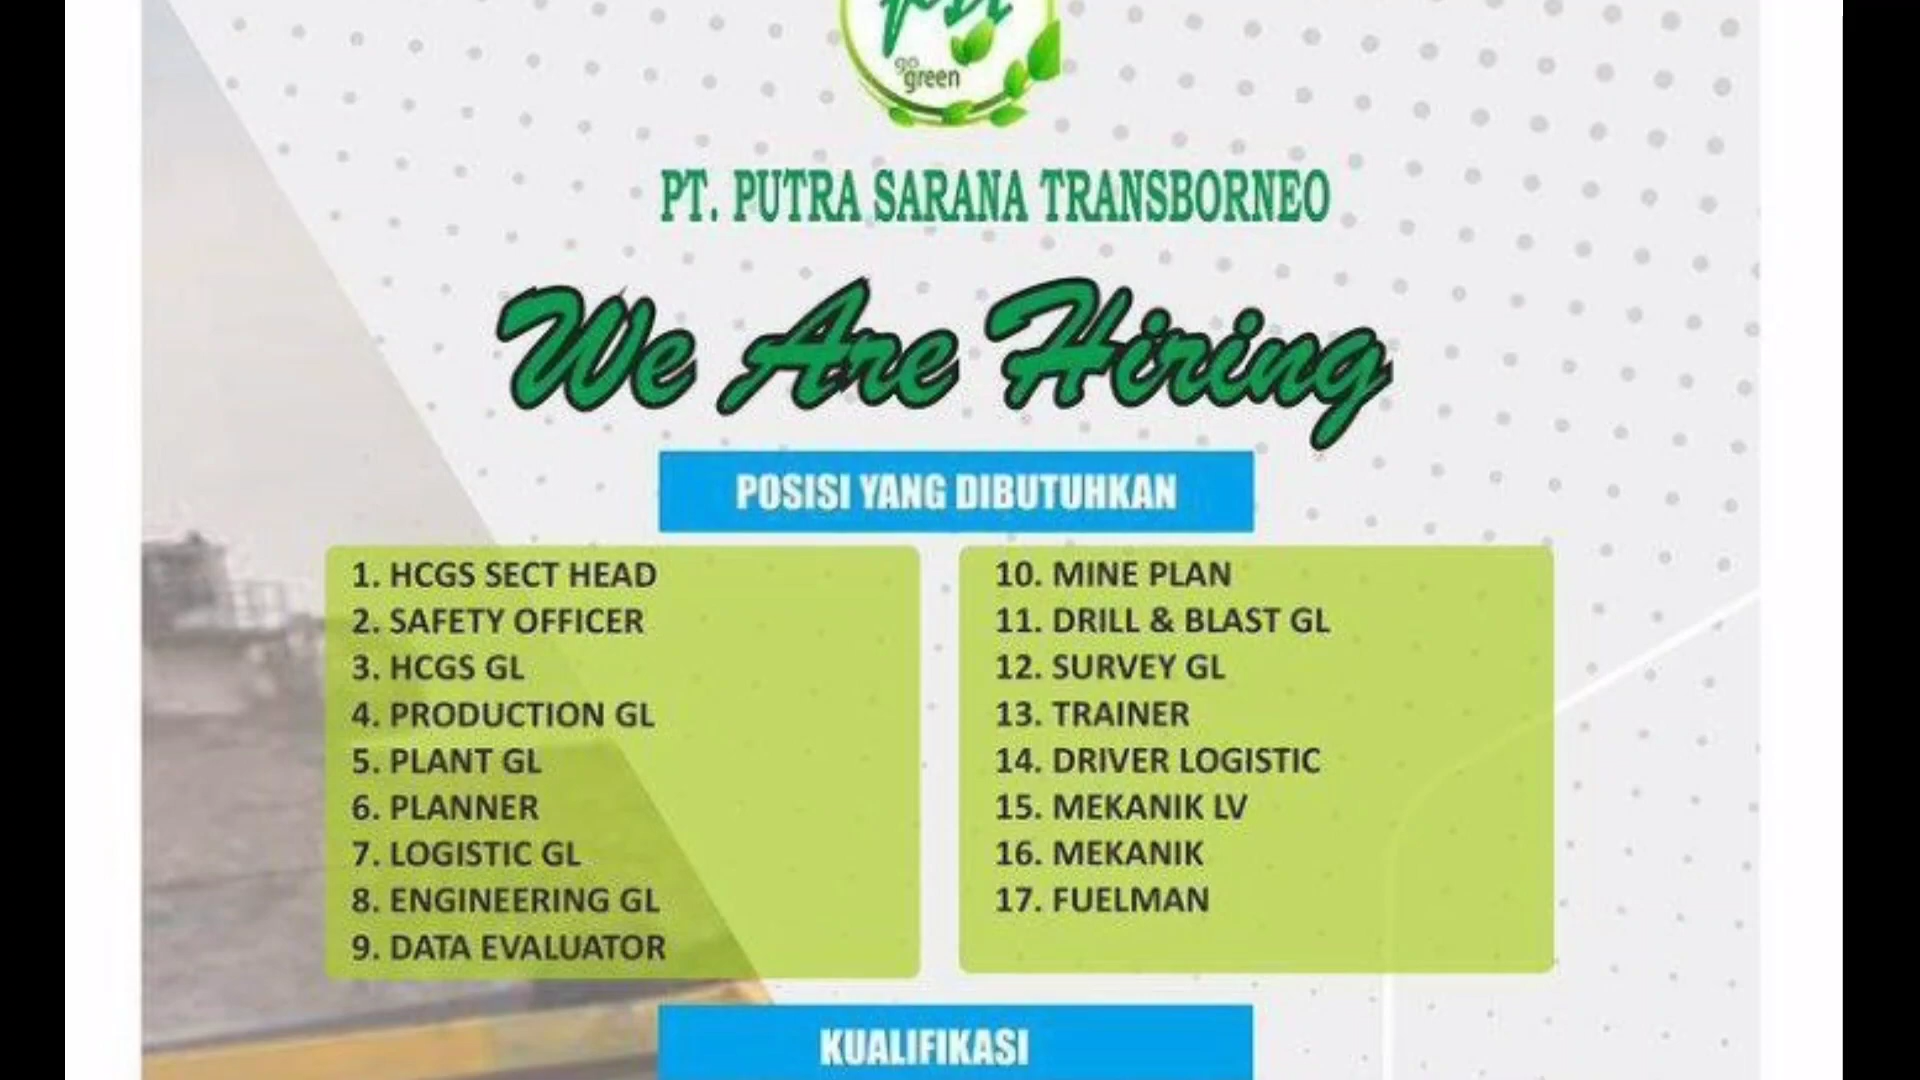 go
green
PT. PUTRA SARANA TRANSBORNEO
We Are Hiring
POSISI YANG DIBUTUHKAN
1. HCGS SECT HEAD
2. SAFETY OFFICER
3. HCGS GL
4. PRODUCTION GL
5. PLANT GL
6. PLANNER
7. LOGISTIC GL
8. ENGINEERING GL
9. DATA EVALUATOR
10. MINE PLAN
11. DRILL & BLAST GL
12. SURVEY GL
13. TRAINER
14. DRIVER LOGISTIC
15. MEKANIK LV
16. MEKANIK
17. FUELMAN
KUALIFIKASI